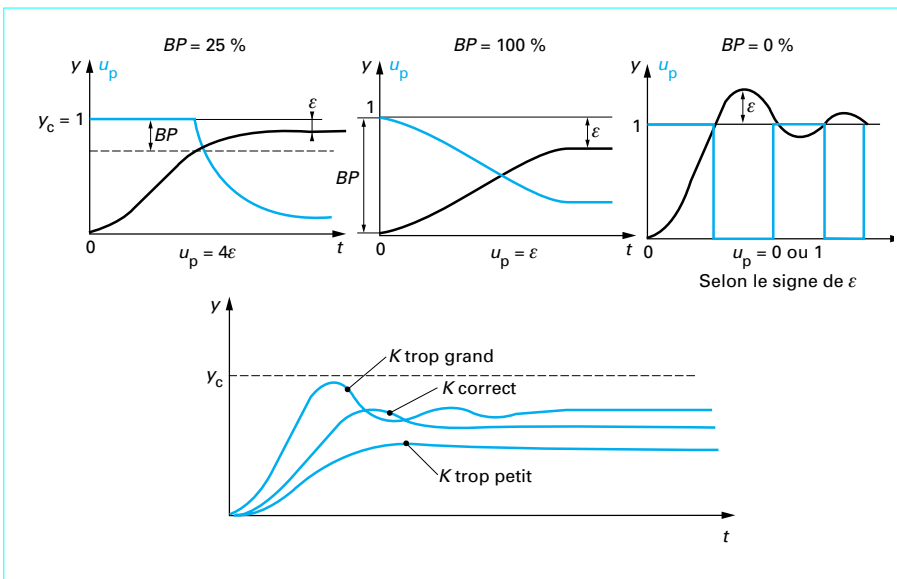 BP = 25 %
BP = 100 %
BP = 0 %
y u_p
y
y u_p
y_c = 1
BP
ε
1
BP
ε
1
ε
0
t
u_p = 4ε
0
t
u_p = ε
0
t
u_p = 0 ou 1
Selon le signe de ε
y
y_c
K trop grand
K correct
K trop petit
t